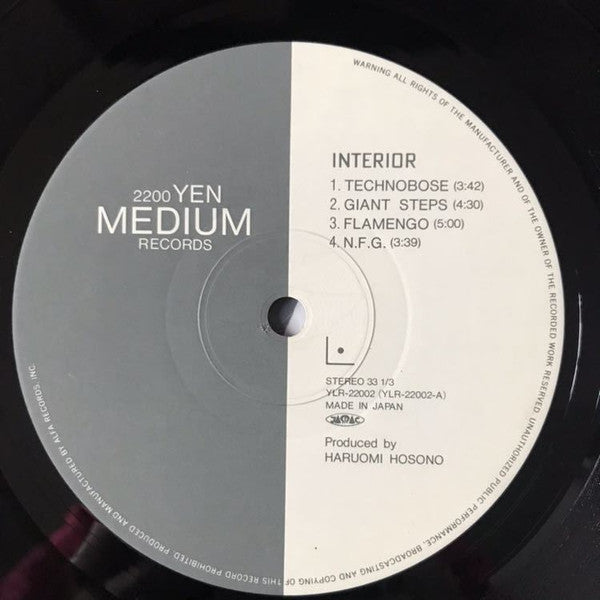 2200 YEN
MEDIUM
RECORDS
INTERIOR
1. TECHNOBOSE (3:42)
2. GIANT STEPS (4:30)
3. FLAMENGO (5:00)
4. N.F.G. (3:39)
STEREO 33 1/3
YLR-22002 (YLR-22002-A)
MADE IN JAPAN
JASRAC
Produced by
HARUOMI HOSONO
WARNING ALL RIGHTS OF THE MANUFACTURER AND OF THE OWNER OF THE RECORDED WORK RESERVED. UNAUTHORIZED PUBLIC PERFORMANCE, BROADCASTING AND COPYING OF THIS RECORD PROHIBITED. PRODUCED AND MANUFACTURED BY ALFA RECORDS, INC.